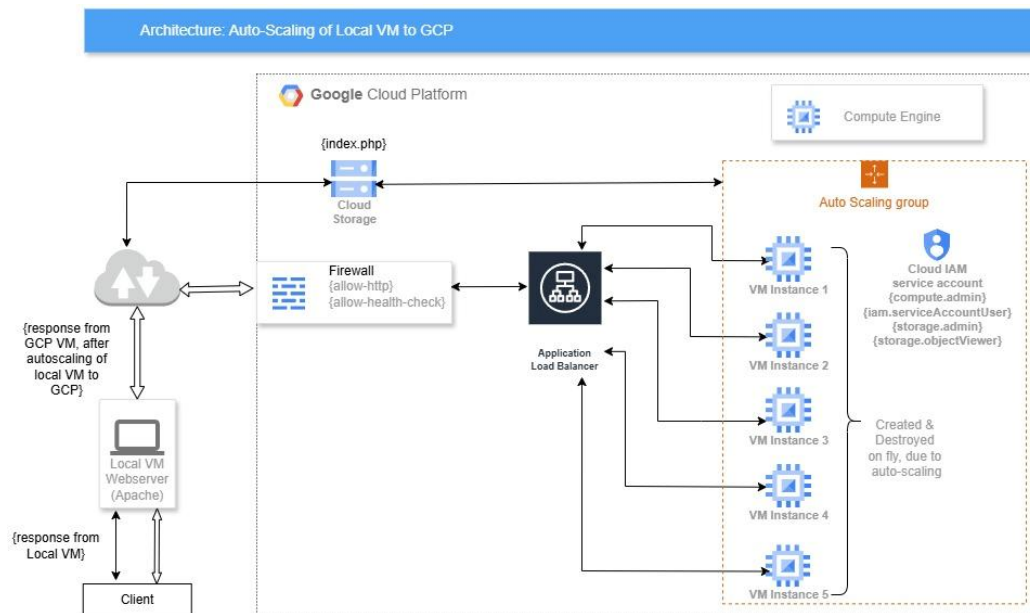 Architecture: Auto-Scaling of Local VM to GCP
Google Cloud Platform
Compute Engine
{index.php}
Cloud
Storage
Auto Scaling group
Firewall
{allow-http}
{allow-health-check}
Application
Load Balancer
VM Instance 1
VM Instance 2
VM Instance 3
VM Instance 4
VM Instance 5
Cloud IAM
service account
{compute.admin}
{iam.serviceAccountUser}
{storage.admin}
{storage.objectViewer}
Created &
Destroyed
on fly, due to
auto-scaling
{response from
GCP VM, after
autoscaling of
local VM to
GCP}
Local VM
Webserver
(Apache)
{response from
Local VM}
Client